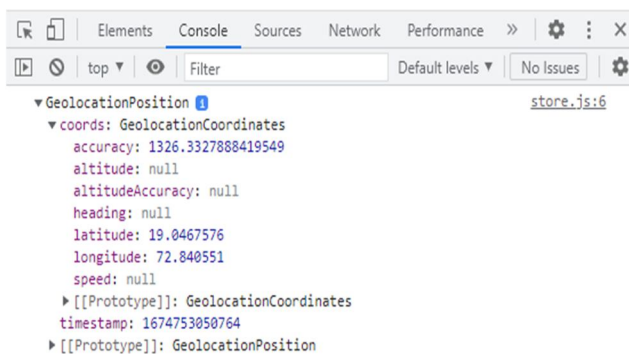 Elements Console Sources Network Performance »
top ▼ Filter Default levels ▼ No Issues
▼ GeolocationPosition i store.js:6
▼ coords: GeolocationCoordinates
accuracy: 1326.3327888419549
altitude: null
altitudeAccuracy: null
heading: null
latitude: 19.0467576
longitude: 72.840551
speed: null
▶ [[Prototype]]: GeolocationCoordinates
timestamp: 1674753050764
▶ [[Prototype]]: GeolocationPosition